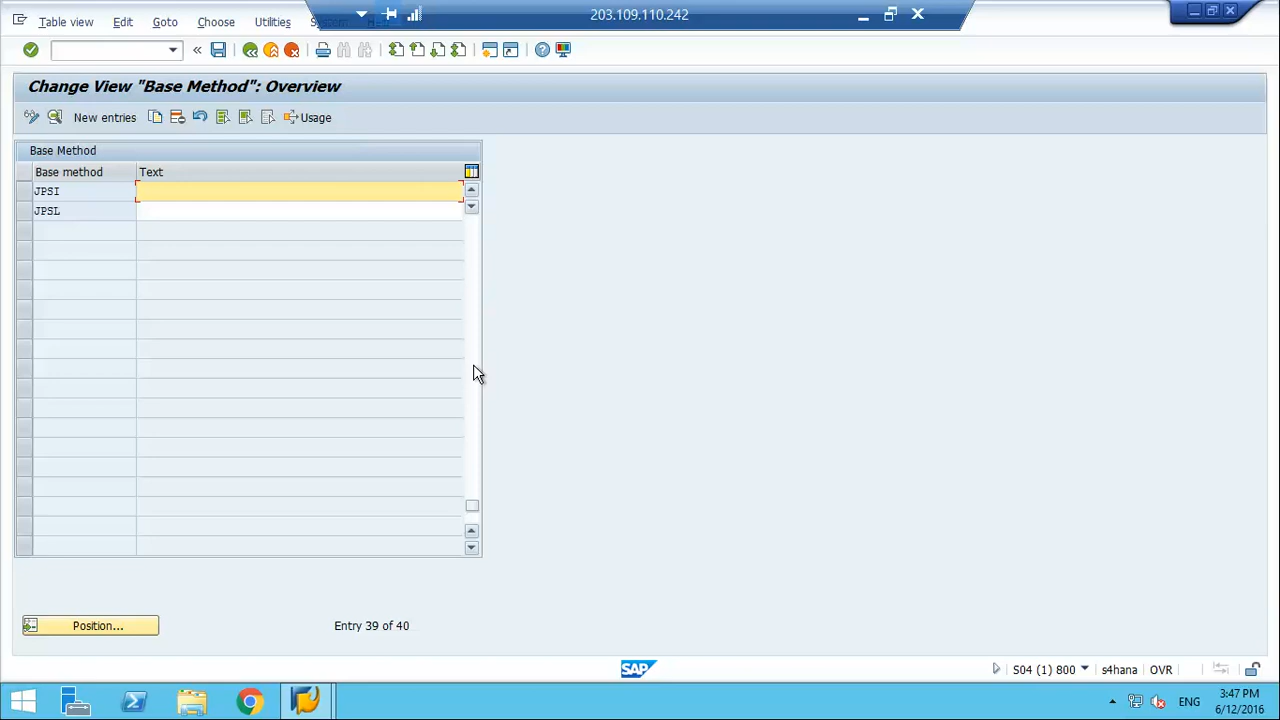 203.109.110.242
Table view Edit Goto Choose Utilities
Change View "Base Method": Overview
New entries Usage
Base Method
Base method Text
JPSI
JPSL
Position... Entry 39 of 40
SAP S04 (1) 800 s4hana OVR
ENG 3:47 PM
6/12/2016